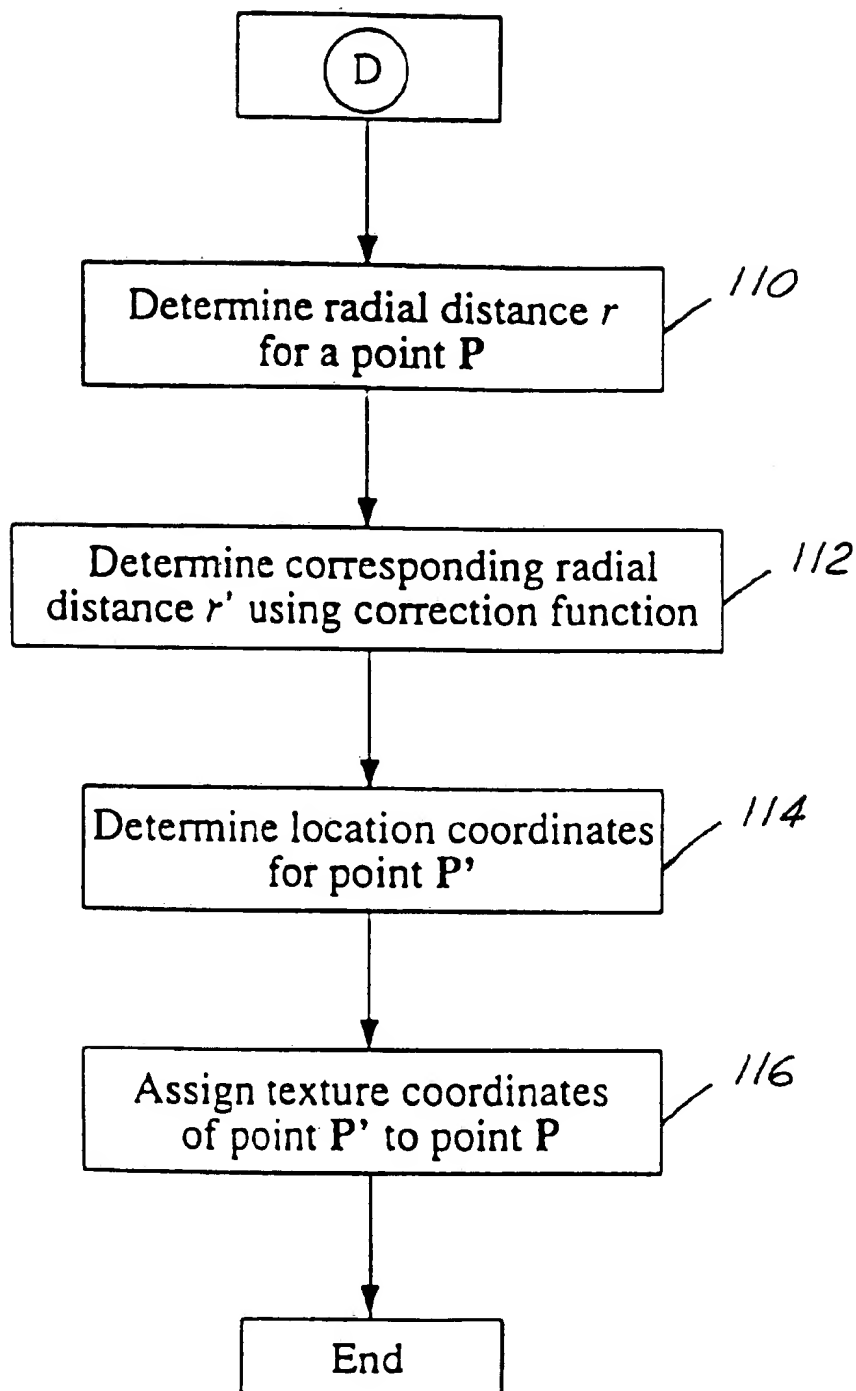 D
Determine radial distance r
for a point P
110
Determine corresponding radial
distance r' using correction function
112
Determine location coordinates
for point P'
114
Assign texture coordinates
of point P' to point P
116
End